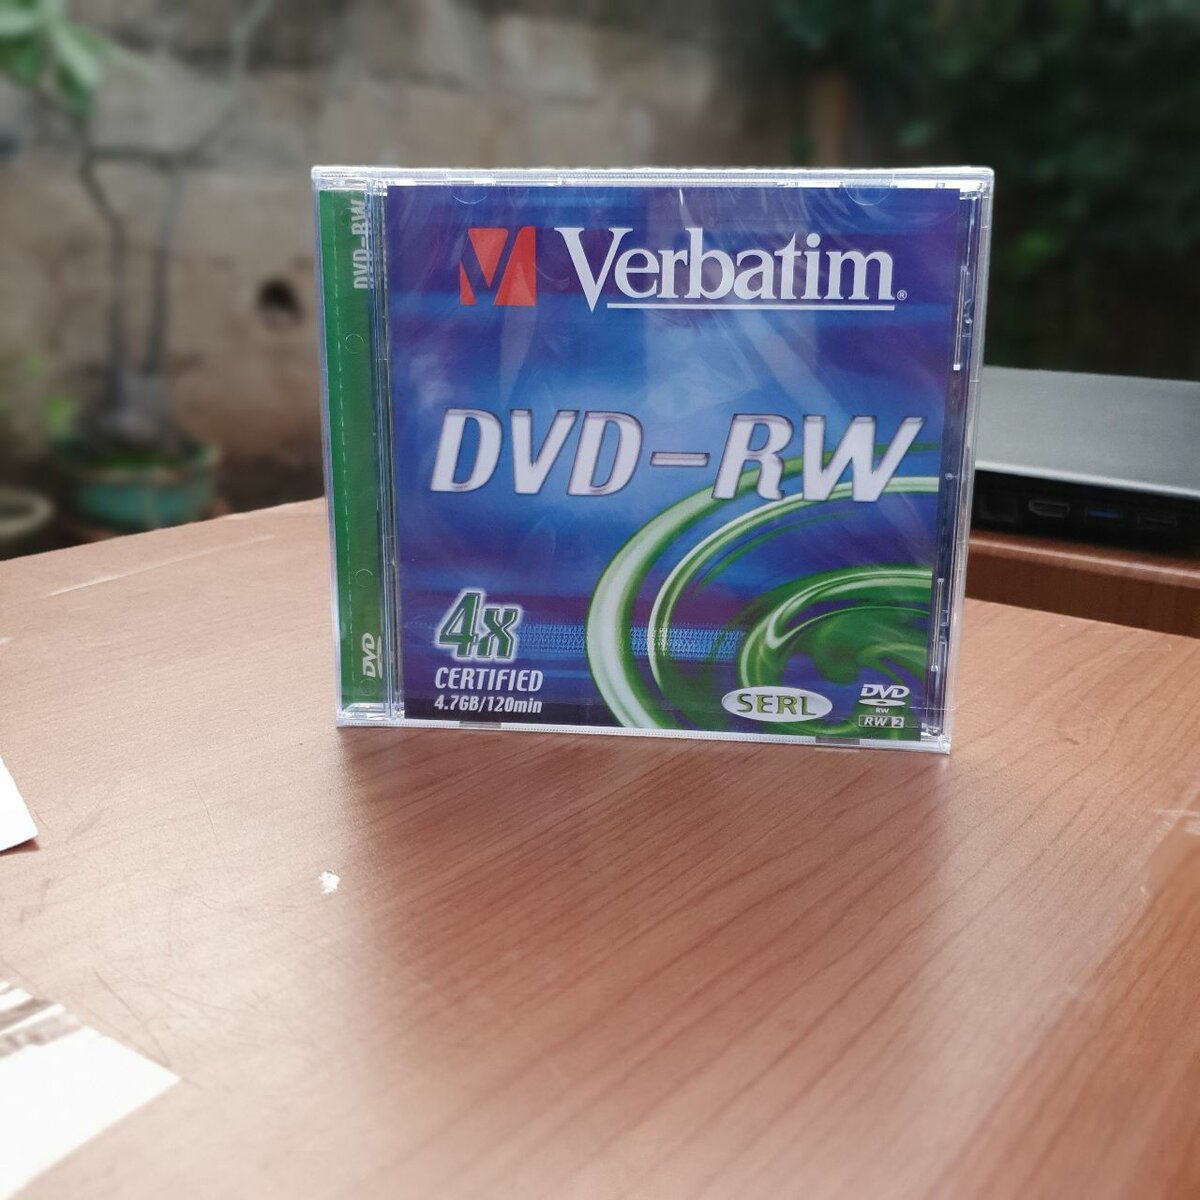 DVD-RW
DVD
Verbatim®
DVD-RW
4x
CERTIFIED
4.7GB/120min
SERL
DVD
RW
RW 2